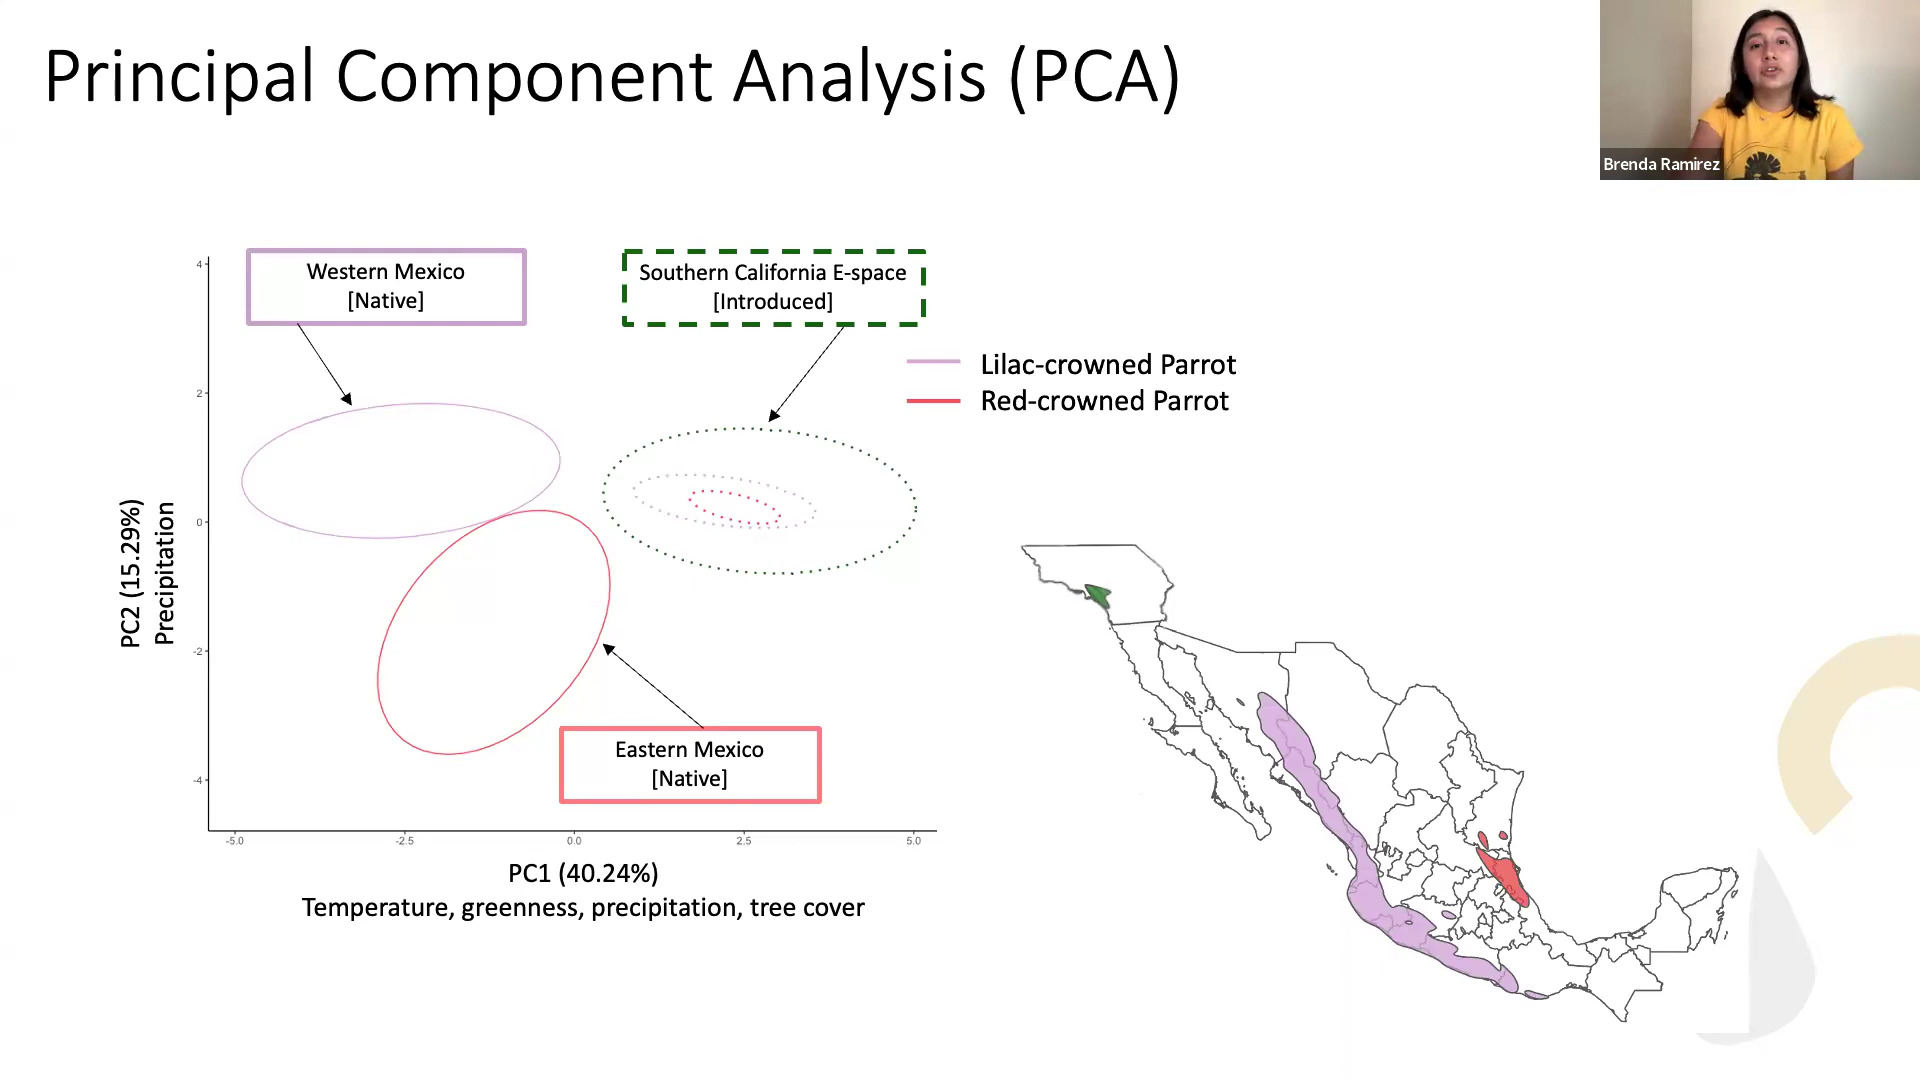 Principal Component Analysis (PCA)
Brenda Ramirez
Western Mexico
[Native]
Southern California E-space
[Introduced]
Lilac-crowned Parrot
Red-crowned Parrot
4
2
0
-2
-4
PC2 (15.29%)
Precipitation
Eastern Mexico
[Native]
-5.0
-2.5
0.0
2.5
5.0
PC1 (40.24%)
Temperature, greenness, precipitation, tree cover